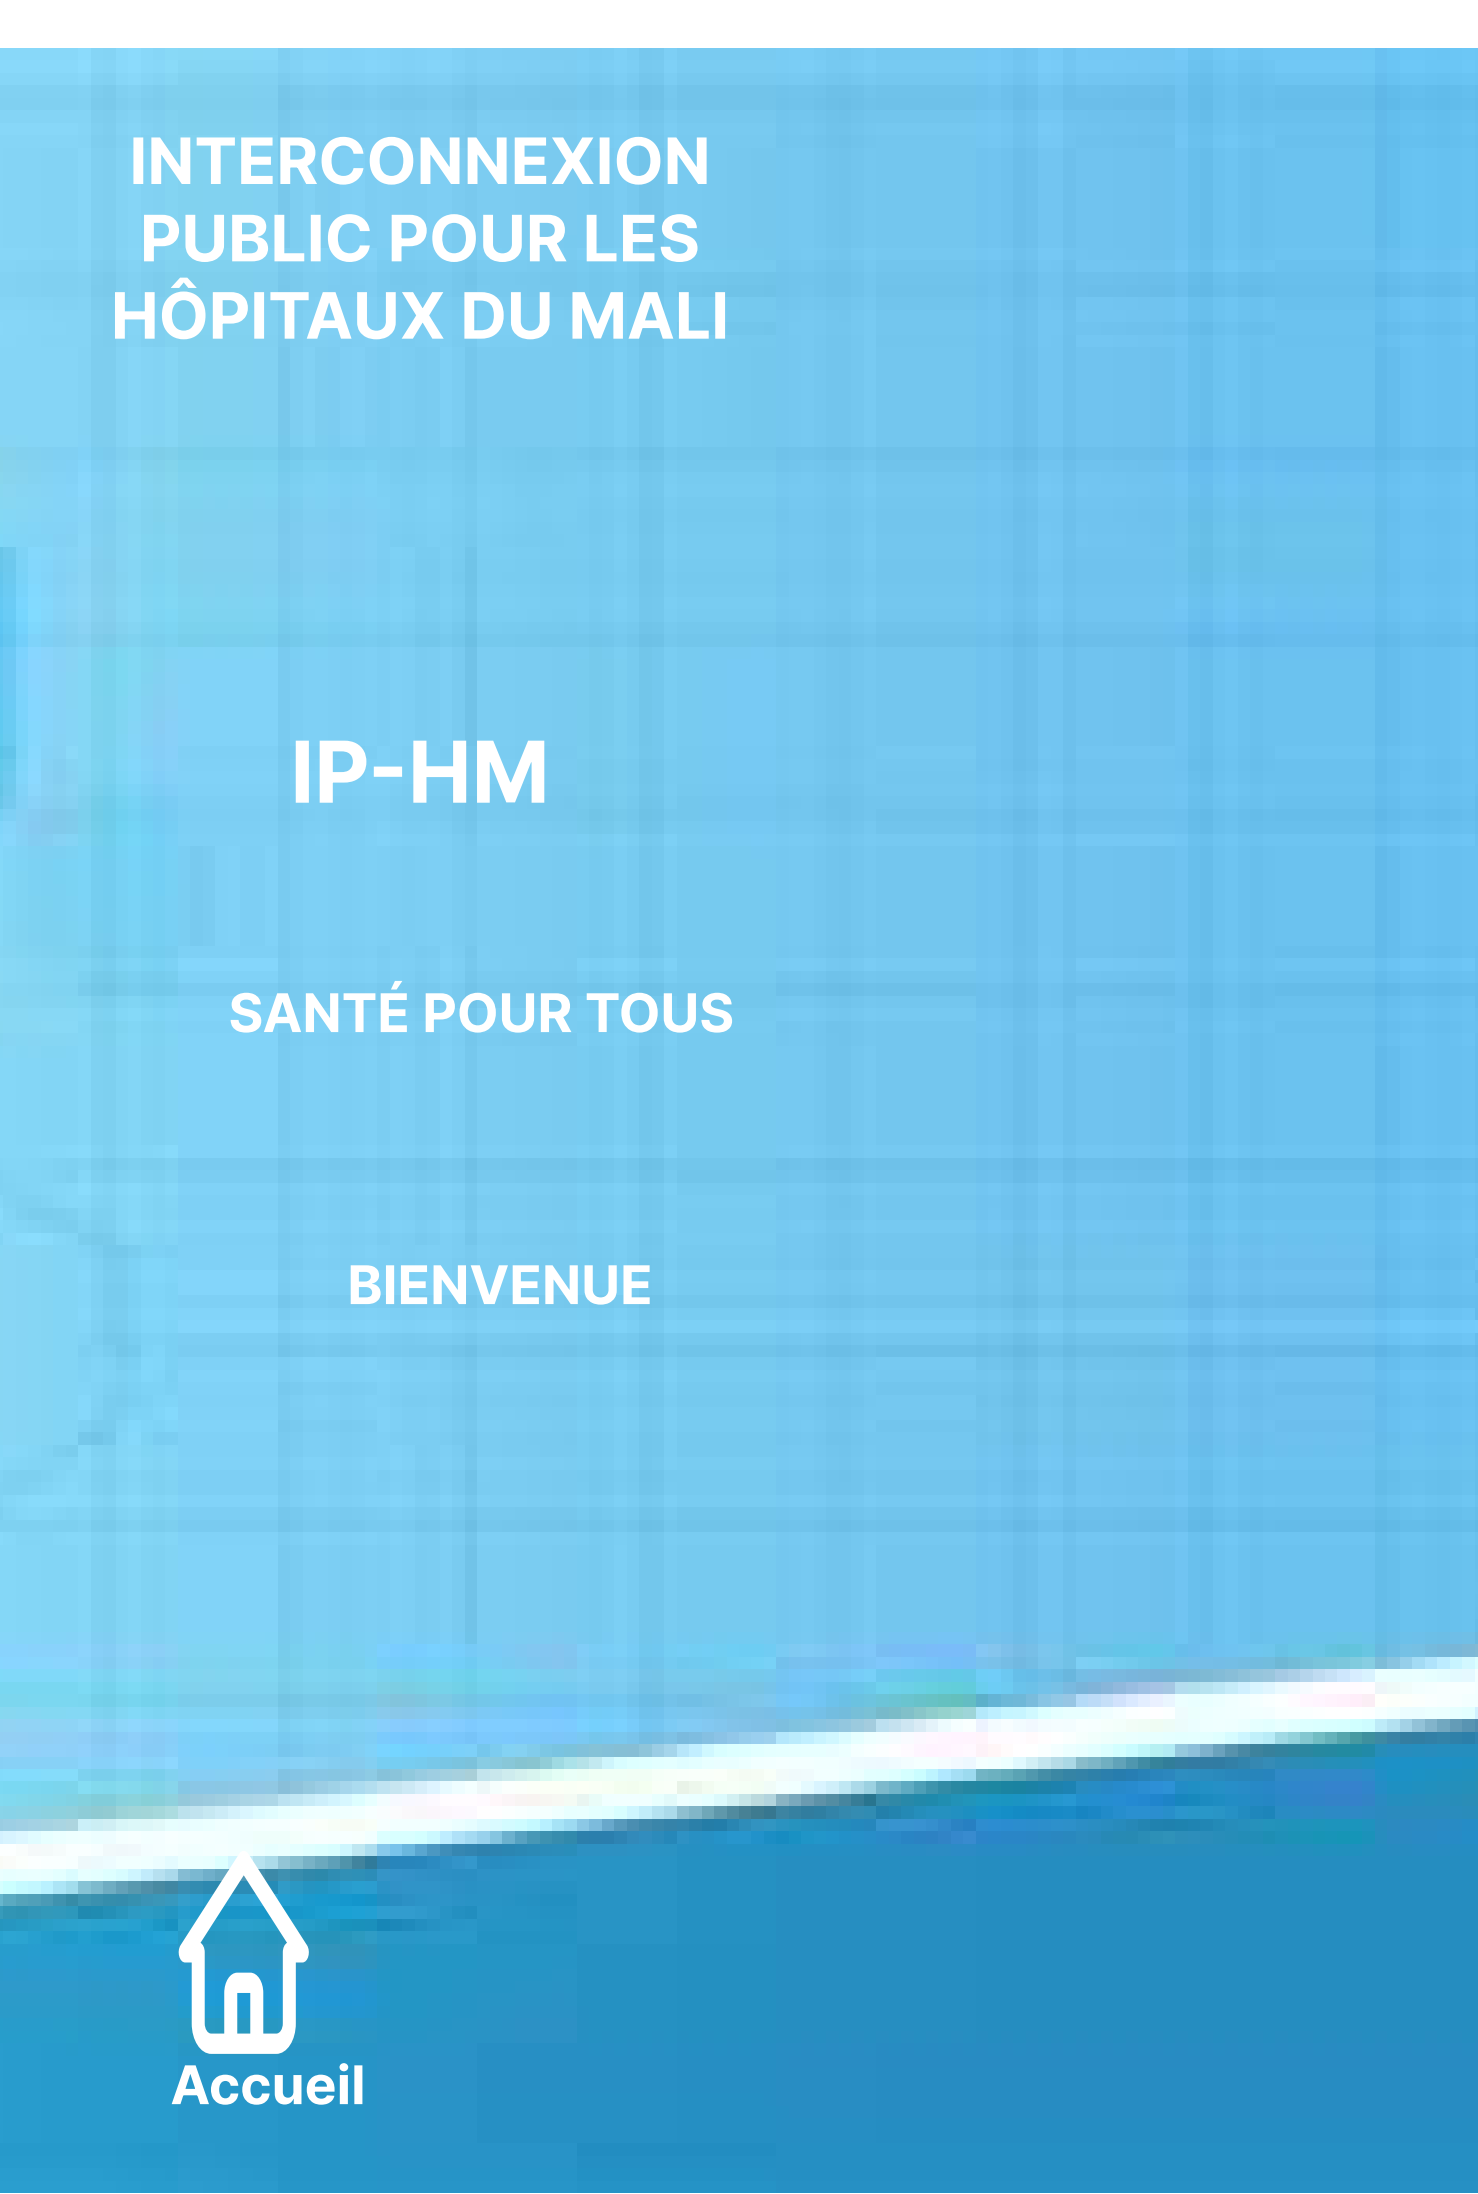 INTERCONNEXION
PUBLIC POUR LES
HÔPITAUX DU MALI
IP-HM
SANTÉ POUR TOUS
BIENVENUE
Accueil